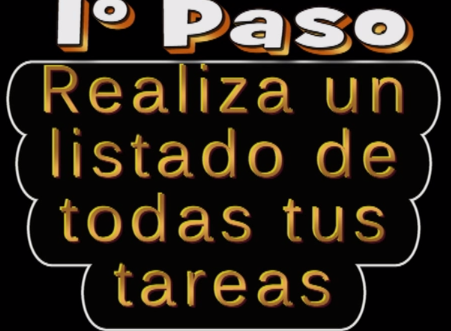 1º Paso
Realiza un
listado de
todas tus
tareas